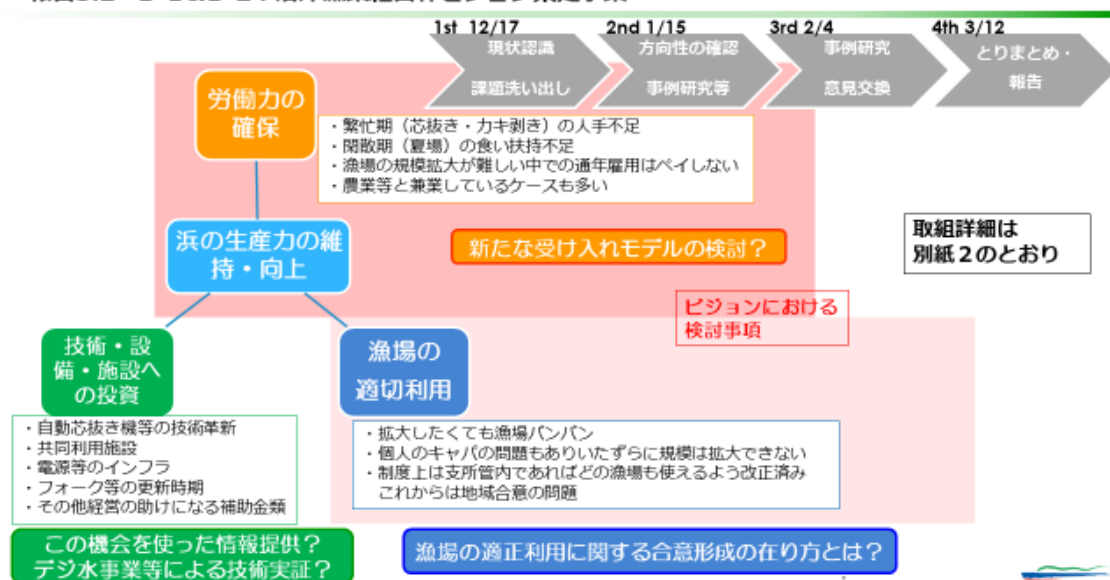 1st 12/17
現状認識
課題洗い出し
2nd 1/15
方向性の確認
事例研究等
3rd 2/4
事例研究
意見交換
4th 3/12
とりまとめ・
報告
労働力の
確保
・繁忙期（芯抜き・カキ剥き）の人手不足
・閑散期（夏場）の食い扶持不足
・漁場の規模拡大が難しい中での通年雇用はペイしない
・農業等と兼業しているケースも多い
浜の生産力の維
持・向上
新たな受け入れモデルの検討？
取組詳細は
別紙２のとおり
ビジョンにおける
検討事項
技術・設
備・施設へ
の投資
漁場の
適切利用
・自動芯抜き機等の技術革新
・共同利用施設
・電源等のインフラ
・フォーク等の更新時期
・その他経営の助けになる補助金類
・拡大したくても漁場パンパン
・個人のキャパの問題もありいたずらに規模は拡大できない
・制度上は支所管内であればどの漁場も使えるよう改正済み
これからは地域合意の問題
この機会を使った情報提供？
デジ水事業等による技術実証？
漁場の適正利用に関する合意形成の在り方とは？